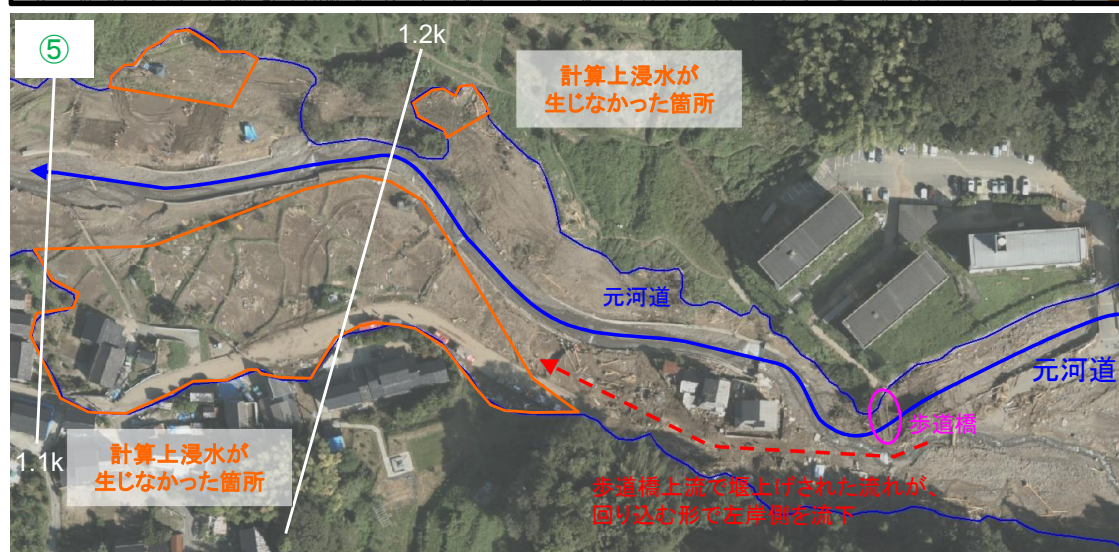 ⑤
1.2k
計算上浸水が
生じなかった箇所
元河道
元河道
歩道橋
1.1k
計算上浸水が
生じなかった箇所
歩道橋上流で堰上げされた流れが、
回り込む形で左岸側を流下